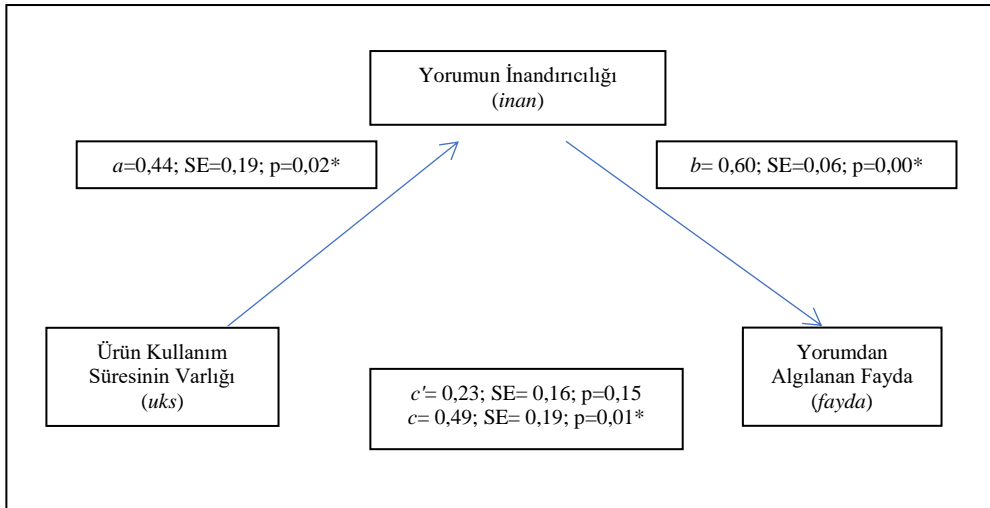 Yorumun İnandırıcılığı
(inan)
a=0,44; SE=0,19; p=0,02*
b= 0,60; SE=0,06; p=0,00*
Ürün Kullanım
Süresinin Varlığı
(uks)
c'= 0,23; SE= 0,16; p=0,15
c= 0,49; SE= 0,19; p=0,01*
Yorumdan
Algılanan Fayda
(fayda)